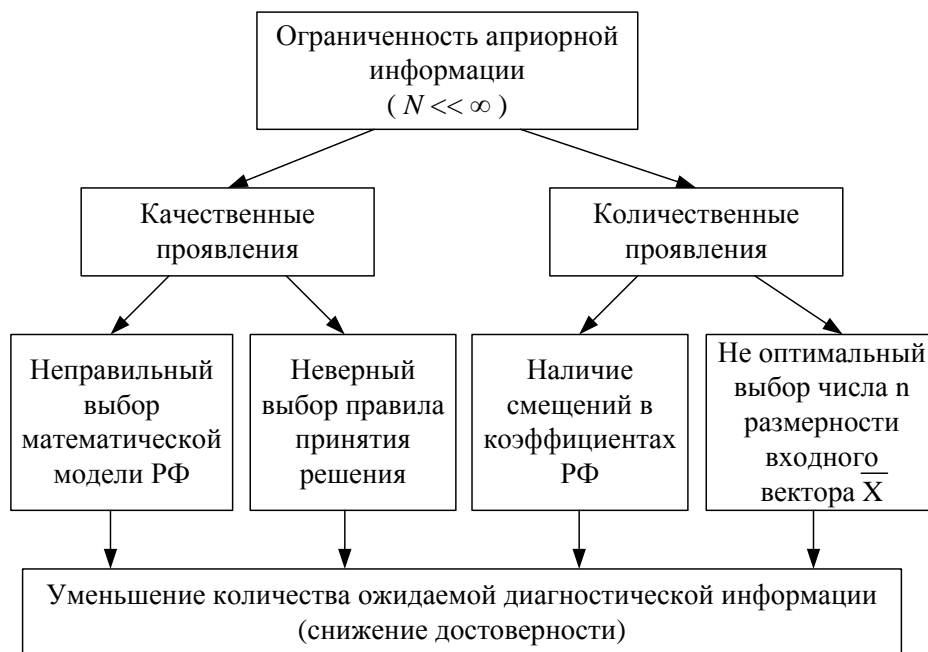 Ограниченность априорной
информации
( N << ∞ )
Качественные
проявления
Количественные
проявления
Неправильный
выбор
математической
модели РФ
Неверный
выбор правила
принятия
решения
Наличие
смещений в
коэффициентах
РФ
Не оптимальный
выбор числа n
размерности
входного
вектора X̅
Уменьшение количества ожидаемой диагностической информации
(снижение достоверности)